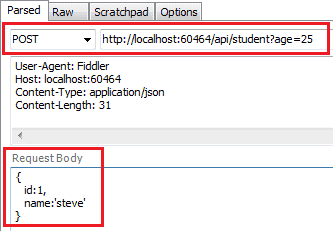 Parsed Raw Scratchpad Options
POST http://localhost:60464/api/student?age=25
User-Agent: Fiddler
Host: localhost:60464
Content-Type: application/json
Content-Length: 31
Request Body
{
id:1,
name:'steve'
}